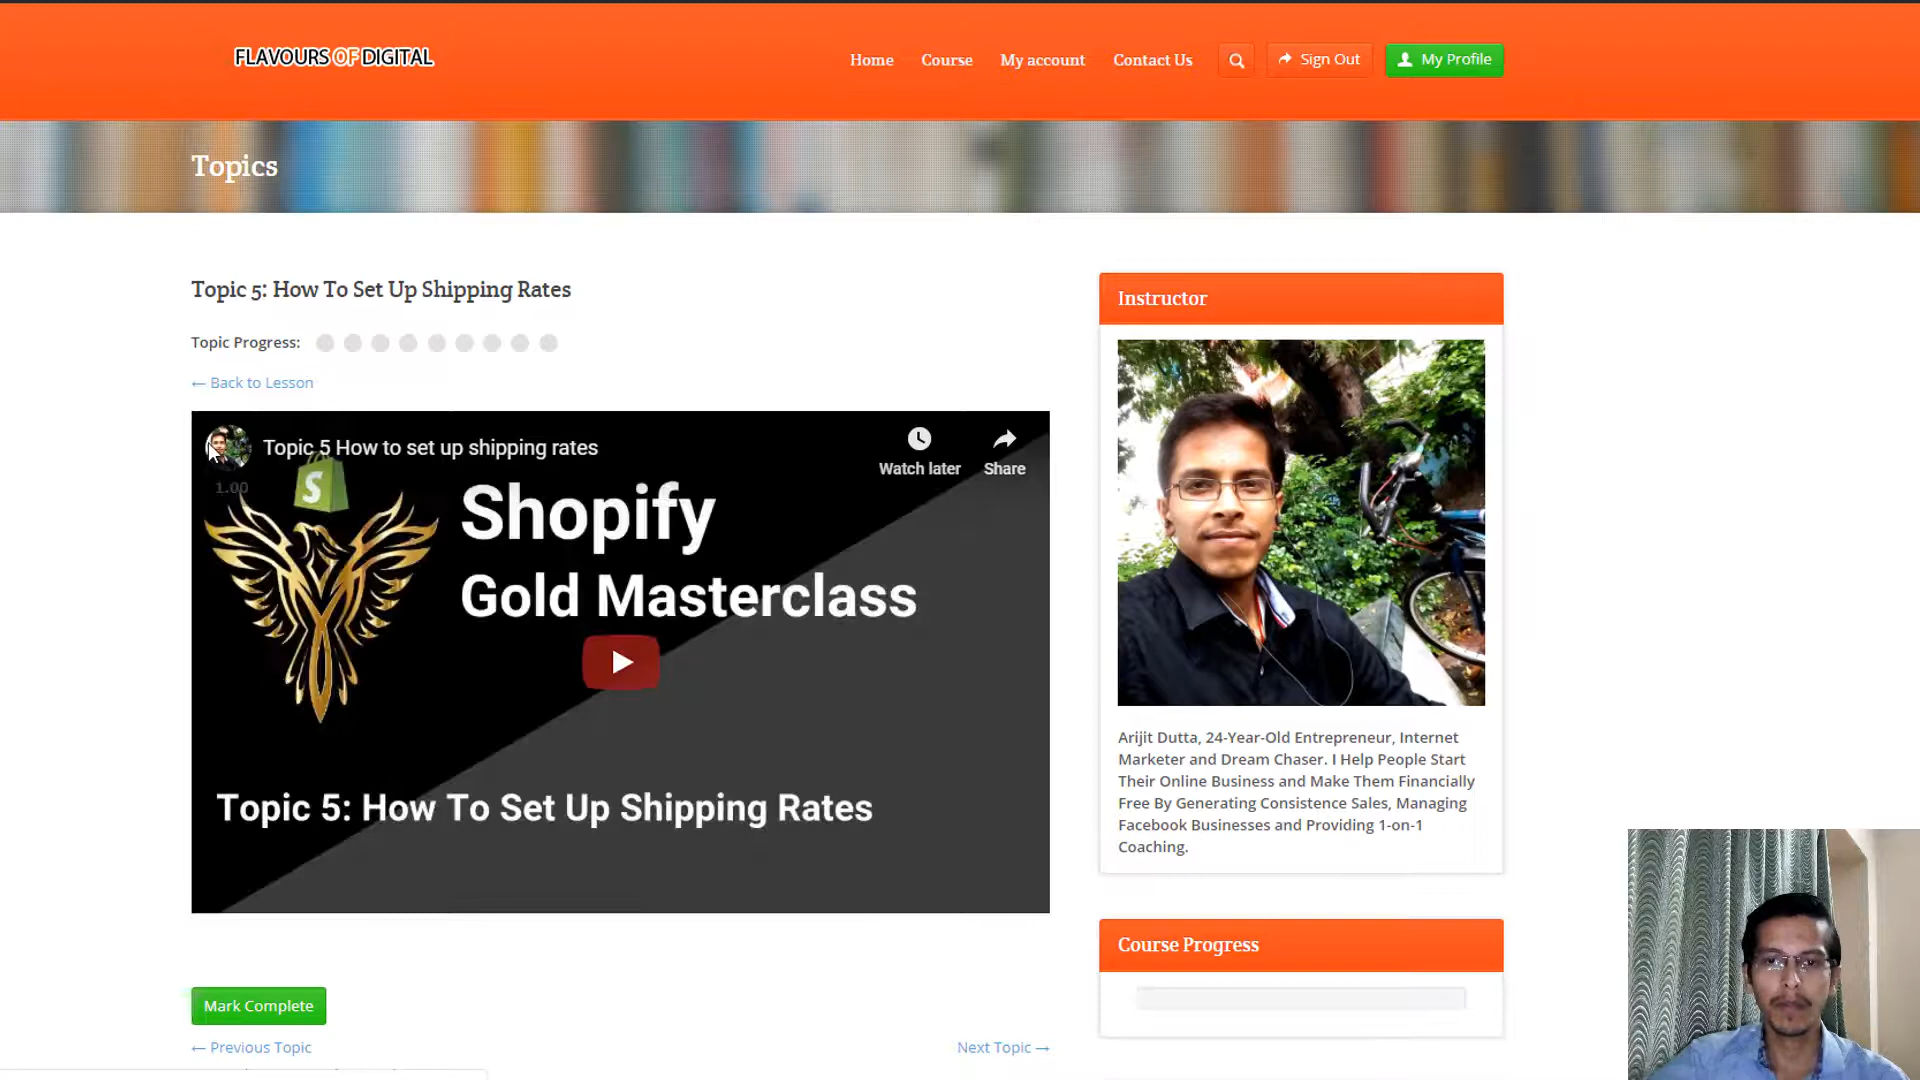 FLAVOURS OF DIGITAL
Home
Course
My account
Contact Us
Sign Out
My Profile
Topics
Topic 5: How To Set Up Shipping Rates
Topic Progress:
← Back to Lesson
Topic 5 How to set up shipping rates
Watch later
Share
1.00
S
Shopify
Gold Masterclass
Topic 5: How To Set Up Shipping Rates
Mark Complete
← Previous Topic
Next Topic →
Instructor
Arijit Dutta, 24-Year-Old Entrepreneur, Internet
Marketer and Dream Chaser. I Help People Start
Their Online Business and Make Them Financially
Free By Generating Consistence Sales, Managing
Facebook Businesses and Providing 1-on-1
Coaching.
Course Progress